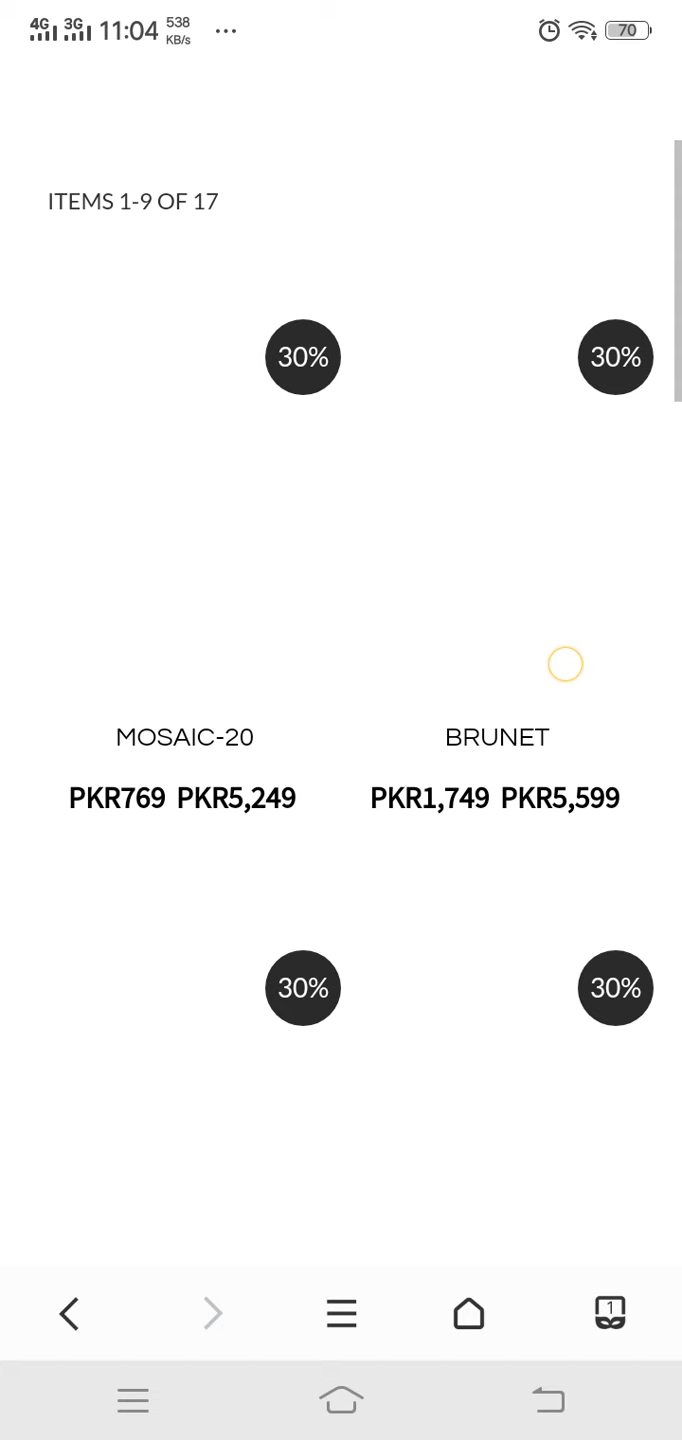 4G 3G 11:04 538 KB/s ... 70
ITEMS 1-9 OF 17
30% 30%
MOSAIC-20 BRUNET
PKR769 PKR5,249 PKR1,749 PKR5,599
30% 30%
1